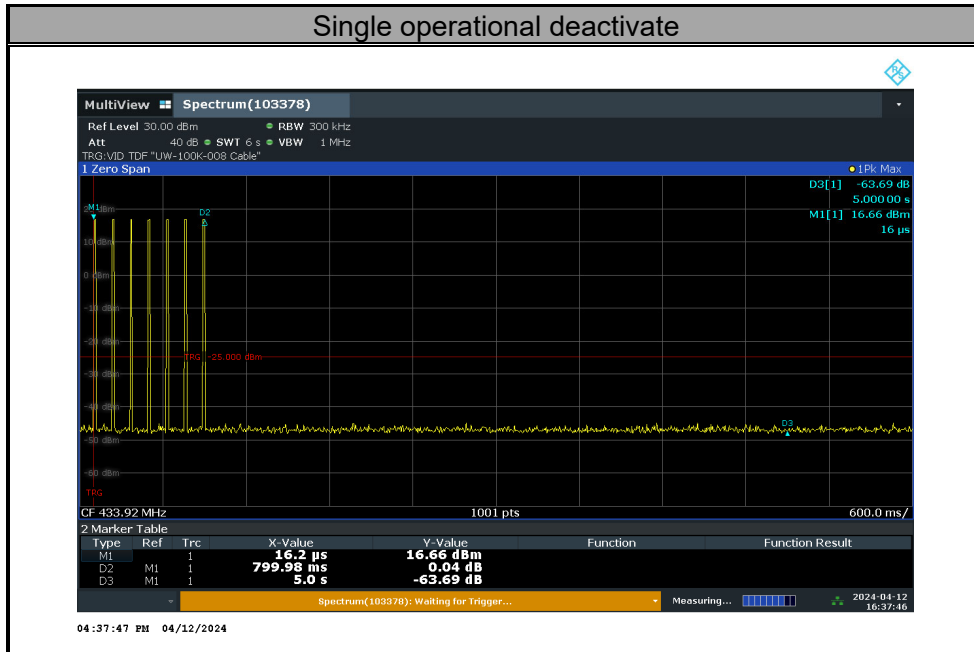 Single operational deactivate
R&S
MultiView Spectrum(103378)
Ref Level 30.00 dBm RBW 300 kHz
Att 40 dB SWT 6 s VBW 1 MHz
TRG:VID TDF "UW-100K-008 Cable"
1 Zero Span 1Pk Max
D3[1] -63.69 dB
5.000 00 s
M1[1] 16.66 dBm
16 µs
M1
D2
10 dBm
0 dBm
-10 dBm
-20 dBm
TRG -25.000 dBm
-30 dBm
-40 dBm
D3
-50 dBm
-60 dBm
TRG
CF 433.92 MHz 1001 pts 600.0 ms/
2 Marker Table
Type Ref Trc X-Value Y-Value Function Function Result
M1 1 16.2 µs 16.66 dBm
D2 M1 1 799.98 ms 0.04 dB
D3 M1 1 5.0 s -63.69 dB
Spectrum(103378): Waiting for Trigger... Measuring... 2024-04-12
16:37:46
04:37:47 PM 04/12/2024